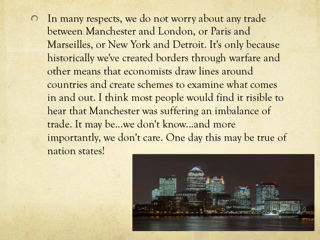 In many respects, we do not worry about any trade
between Manchester and London, or Paris and
Marseilles, or New York and Detroit. It's only because
historically we've created borders through warfare and
other means that economists draw lines around
countries and create schemes to examine what comes
in and out. I think most people would find it risible to
hear that Manchester was suffering an imbalance of
trade. It may be...we don't know...and more
importantly, we don't care. One day this may be true of
nation states!